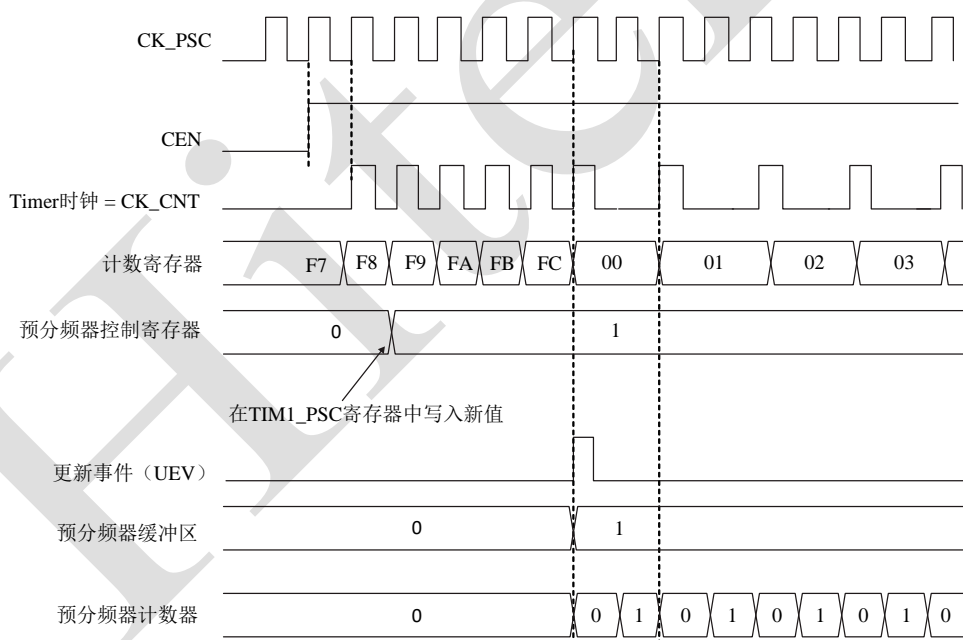 CK_PSC
CEN
Timer时钟 = CK_CNT
计数寄存器 F7 F8 F9 FA FB FC 00 01 02 03
预分频器控制寄存器 0 1
在TIM1_PSC寄存器中写入新值
更新事件（UEV）
预分频器缓冲区 0 1
预分频器计数器 0 0 1 0 1 0 1 0 1 0